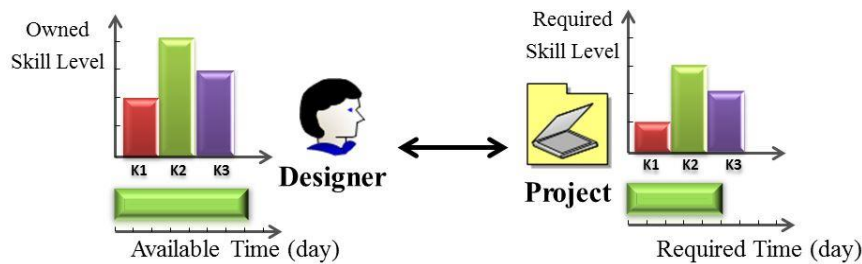 Owned
Skill Level
K1 K2 K3
Available Time (day)
Designer
Project
Required
Skill Level
K1 K2 K3
Required Time (day)